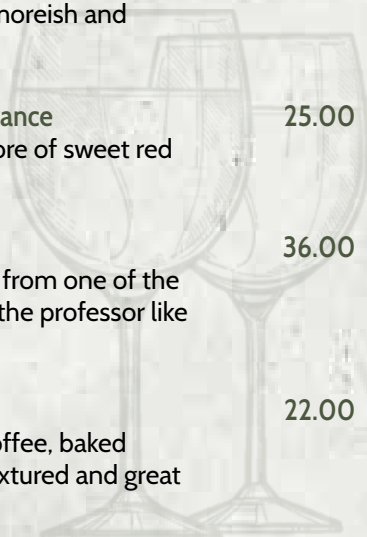 moreish and
ance 25.00
ore of sweet red
36.00
from one of the
the professor like
22.00
offee, baked
xtured and great